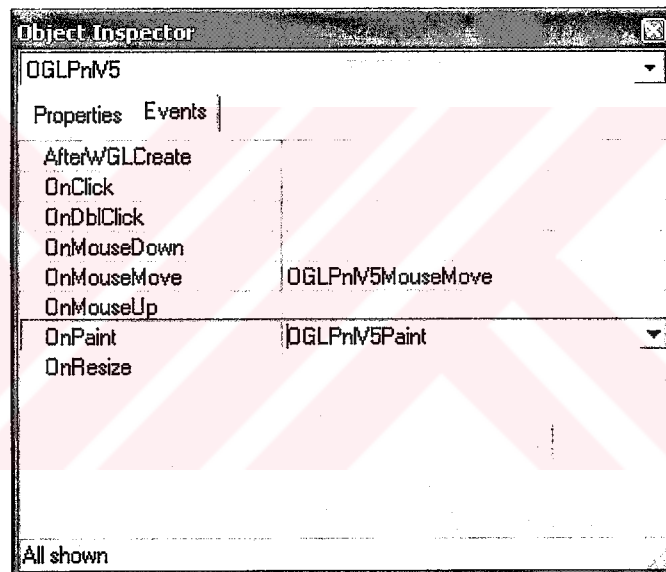 Object Inspector
OGLPnlV5
Properties Events
AfterWGLCreate
OnClick
OnDblClick
OnMouseDown
OnMouseMove OGLPnlV5MouseMove
OnMouseUp
OnPaint OGLPnlV5Paint
OnResize
All shown